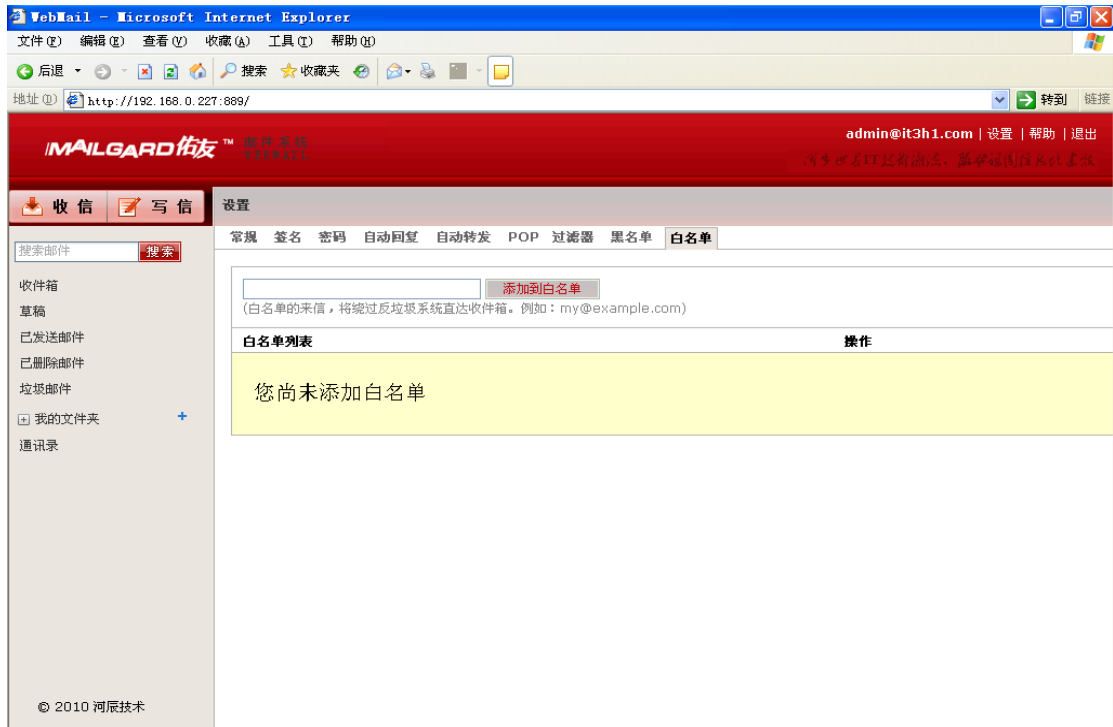 WebMail - Microsoft Internet Explorer
文件(F) 编辑(E) 查看(V) 收藏(A) 工具(T) 帮助(H)
后退 搜索 收藏夹
地址(D) http://192.168.0.227:889/ 转到 链接
MAILGARD佑友™ 邮件系统
WEBMAIL
admin@it3h1.com | 设置 | 帮助 | 退出
收信 写信 设置
常规 签名 密码 自动回复 自动转发 POP 过滤器 黑名单 白名单
搜索邮件 搜索
添加到白名单
(白名单的来信，将绕过反垃圾系统直达收件箱。例如：my@example.com)
白名单列表 操作
您尚未添加白名单
收件箱
草稿
已发送邮件
已删除邮件
垃圾邮件
我的文件夹 +
通讯录
© 2010 河辰技术